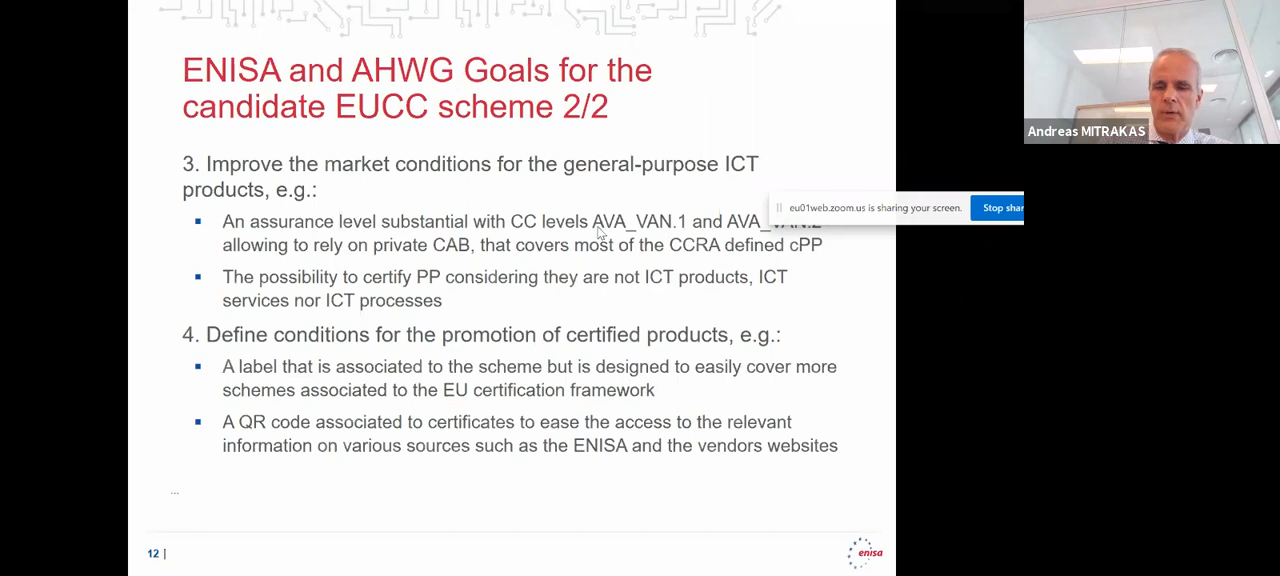 ENISA and AHWG Goals for the
candidate EUCC scheme 2/2
Andreas MITRAKAS
3. Improve the market conditions for the general-purpose ICT
products, e.g.:
eu01web.zoom.us is sharing your screen.
Stop shar
▪ An assurance level substantial with CC levels AVA_VAN.1 and AVA_VAN.2
allowing to rely on private CAB, that covers most of the CCRA defined cPP
▪ The possibility to certify PP considering they are not ICT products, ICT
services nor ICT processes
4. Define conditions for the promotion of certified products, e.g.:
▪ A label that is associated to the scheme but is designed to easily cover more
schemes associated to the EU certification framework
▪ A QR code associated to certificates to ease the access to the relevant
information on various sources such as the ENISA and the vendors websites
...
12 |
enisa